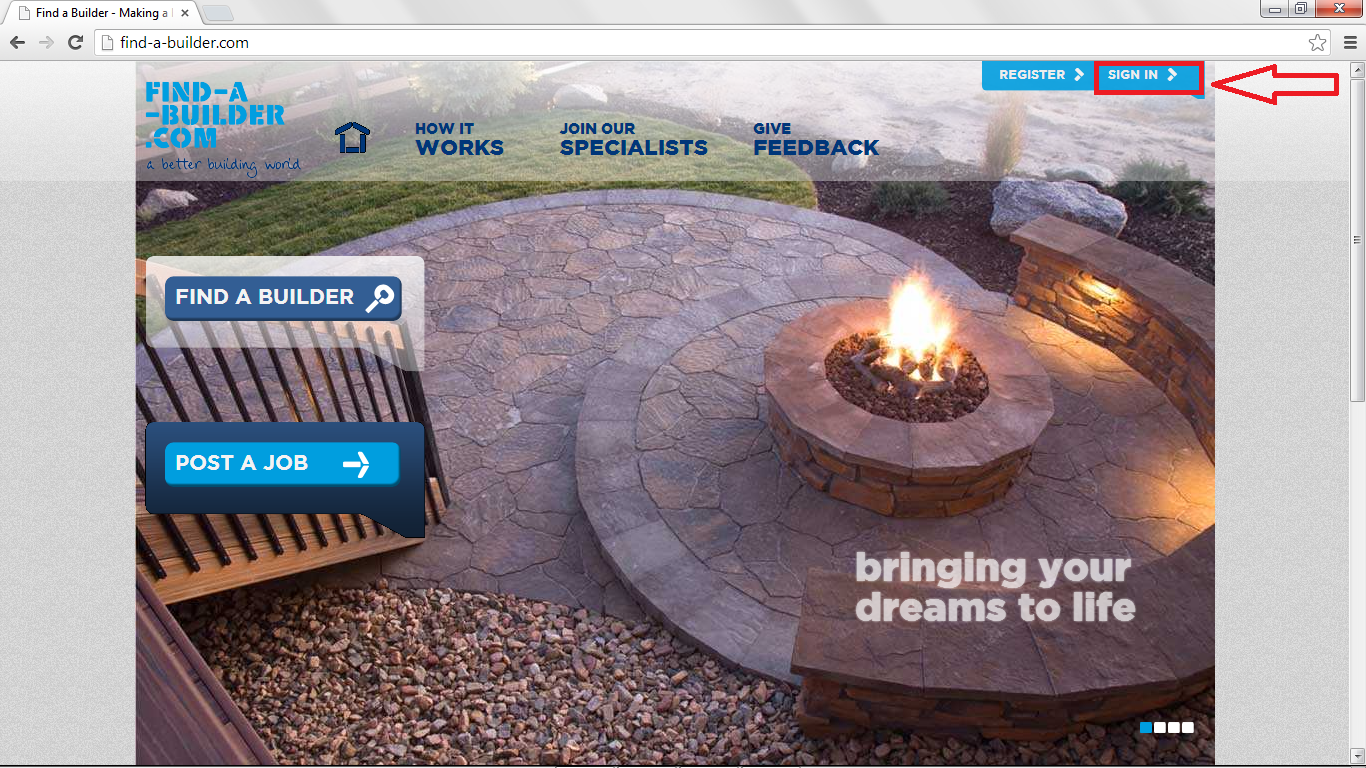 Find a Builder - Making a
find-a-builder.com
REGISTER
SIGN IN
FIND-A
-BUILDER
.COM
a better building world
HOW IT
WORKS
JOIN OUR
SPECIALISTS
GIVE
FEEDBACK
FIND A BUILDER
POST A JOB
bringing your
dreams to life